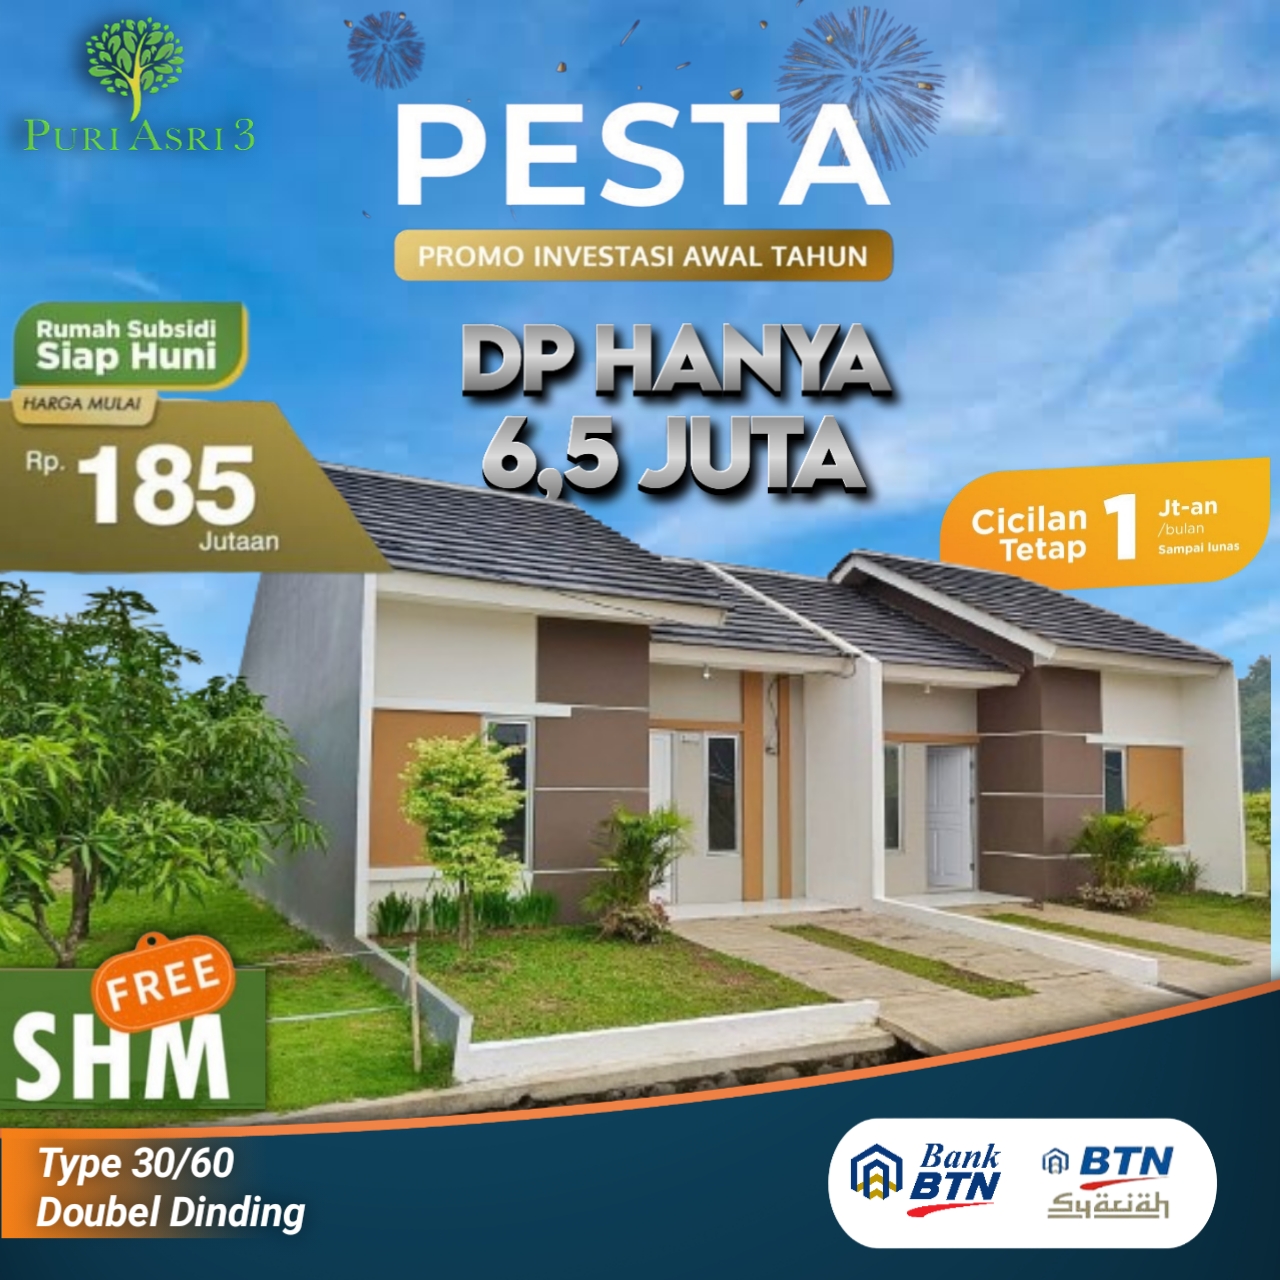 PURI ASRI 3
PESTA
PROMO INVESTASI AWAL TAHUN
DP HANYA
6,5 JUTA
Rumah Subsidi
Siap Huni
HARGA MULAI
Rp. 185
Jutaan
Cicilan
Tetap
1
Jt-an
/bulan
Sampai lunas
FREE
SHM
Type 30/60
Doubel Dinding
Bank
BTN
BTN
Syariah